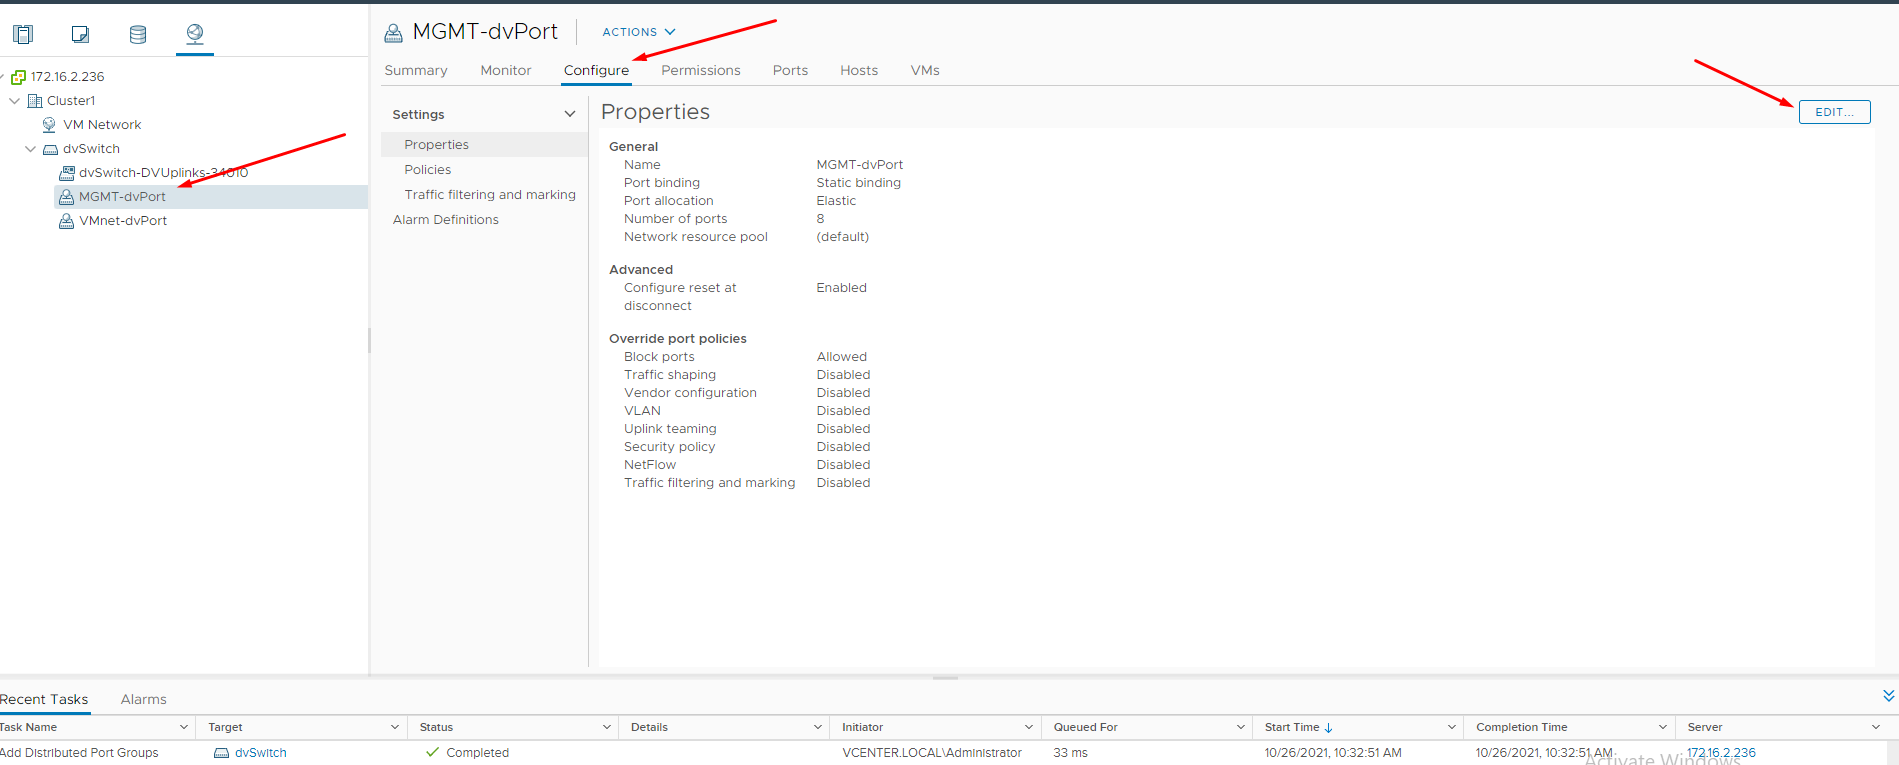 MGMT-dvPort
ACTIONS
Summary Monitor Configure Permissions Ports Hosts VMs
172.16.2.236
Cluster1
VM Network
dvSwitch
dvSwitch-DVUplinks-34010
MGMT-dvPort
VMnet-dvPort
Settings
Properties
Policies
Traffic filtering and marking
Alarm Definitions
Properties
EDIT...
General
Name MGMT-dvPort
Port binding Static binding
Port allocation Elastic
Number of ports 8
Network resource pool (default)
Advanced
Configure reset at Enabled
disconnect
Override port policies
Block ports Allowed
Traffic shaping Disabled
Vendor configuration Disabled
VLAN Disabled
Uplink teaming Disabled
Security policy Disabled
NetFlow Disabled
Traffic filtering and marking Disabled
Recent Tasks Alarms
Task Name Target Status Details Initiator Queued For Start Time Completion Time Server
Add Distributed Port Groups dvSwitch Completed VCENTER.LOCAL\Administrator 33 ms 10/26/2021, 10:32:51 AM 10/26/2021, 10:32:51 AM 172.16.2.236
Activate Windows